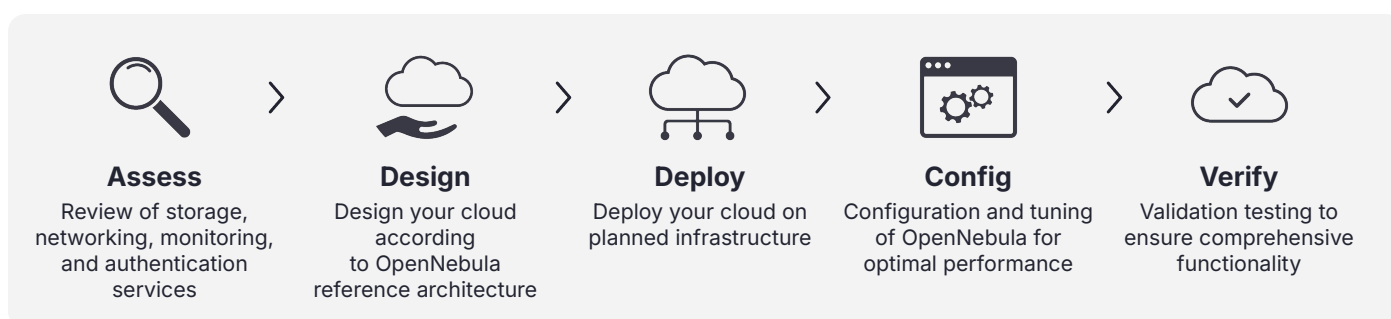 Assess
Review of storage,
networking, monitoring,
and authentication
services
Design
Design your cloud
according
to OpenNebula
reference architecture
Deploy
Deploy your cloud on
planned infrastructure
Config
Configuration and tuning
of OpenNebula for
optimal performance
Verify
Validation testing to
ensure comprehensive
functionality